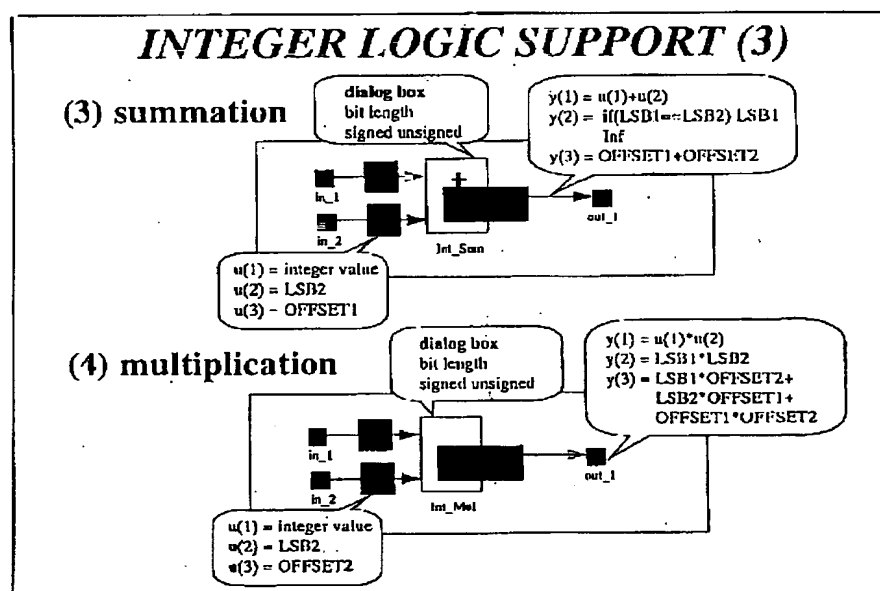 INTEGER LOGIC SUPPORT (3)
(3) summation
dialog box
bit length
signed unsigned
y(1) = u(1)+u(2)
y(2) = if(LSB1==LSB2) LSB1
Inf
y(3) = OFFSET1+OFFSET2
+
in_1
in_2
Int_Sum
out_1
u(1) = integer value
u(2) = LSB2
u(3) = OFFSET1
(4) multiplication
dialog box
bit length
signed unsigned
y(1) = u(1)*u(2)
y(2) = LSB1*LSB2
y(3) = LSB1*OFFSET2+
LSB2*OFFSET1+
OFFSET1*OFFSET2
in_1
in_2
Int_Mul
out_1
u(1) = integer value
u(2) = LSB2
u(3) = OFFSET2